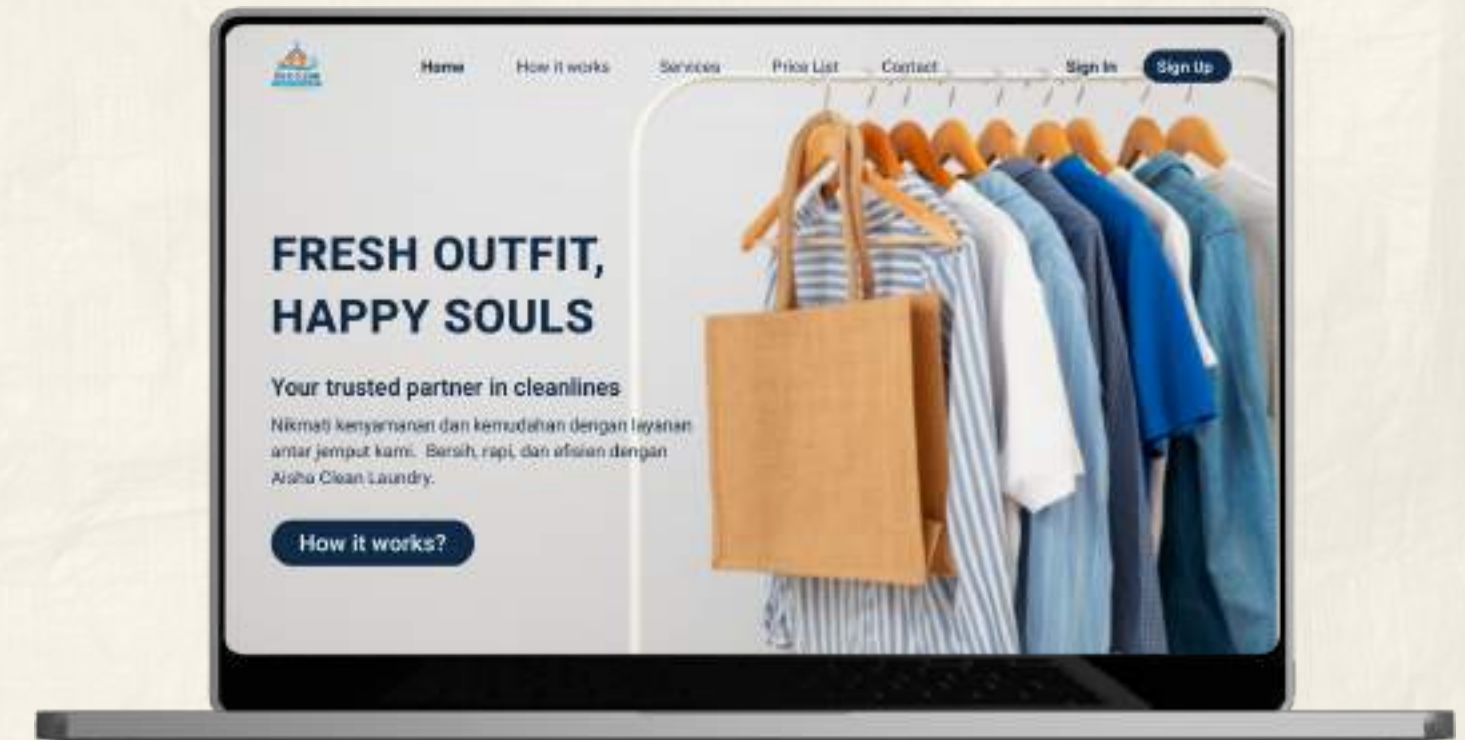 Home
How it works
Services
Price List
Contact
Sign In
Sign Up
FRESH OUTFIT,
HAPPY SOULS
Your trusted partner in cleanlines
Nikmati kenyamanan dan kemudahan dengan layanan
antar jemput kami. Bersih, rapi, dan efisien dengan
Aisha Clean Laundry.
How it works?